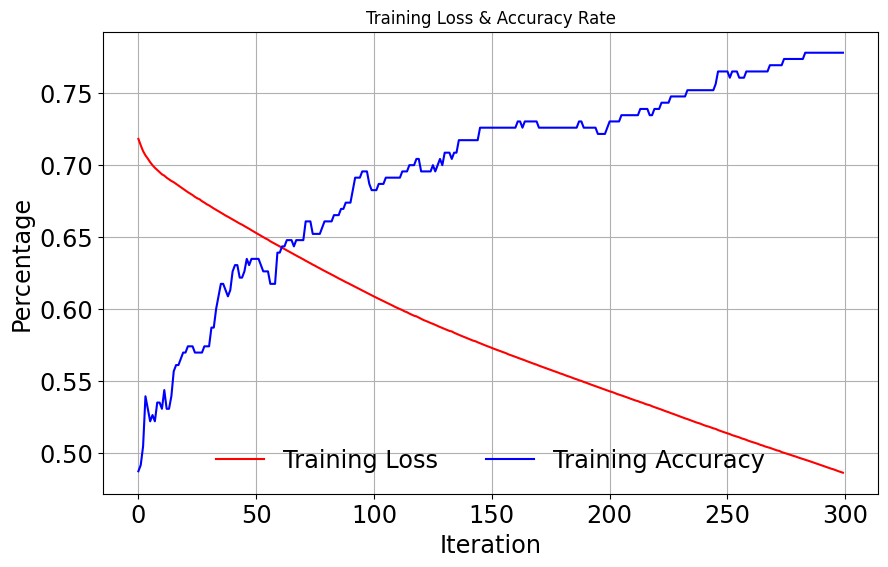 Training Loss & Accuracy Rate
Percentage
0.75
0.70
0.65
0.60
0.55
0.50
Training Loss Training Accuracy
0 50 100 150 200 250 300
Iteration